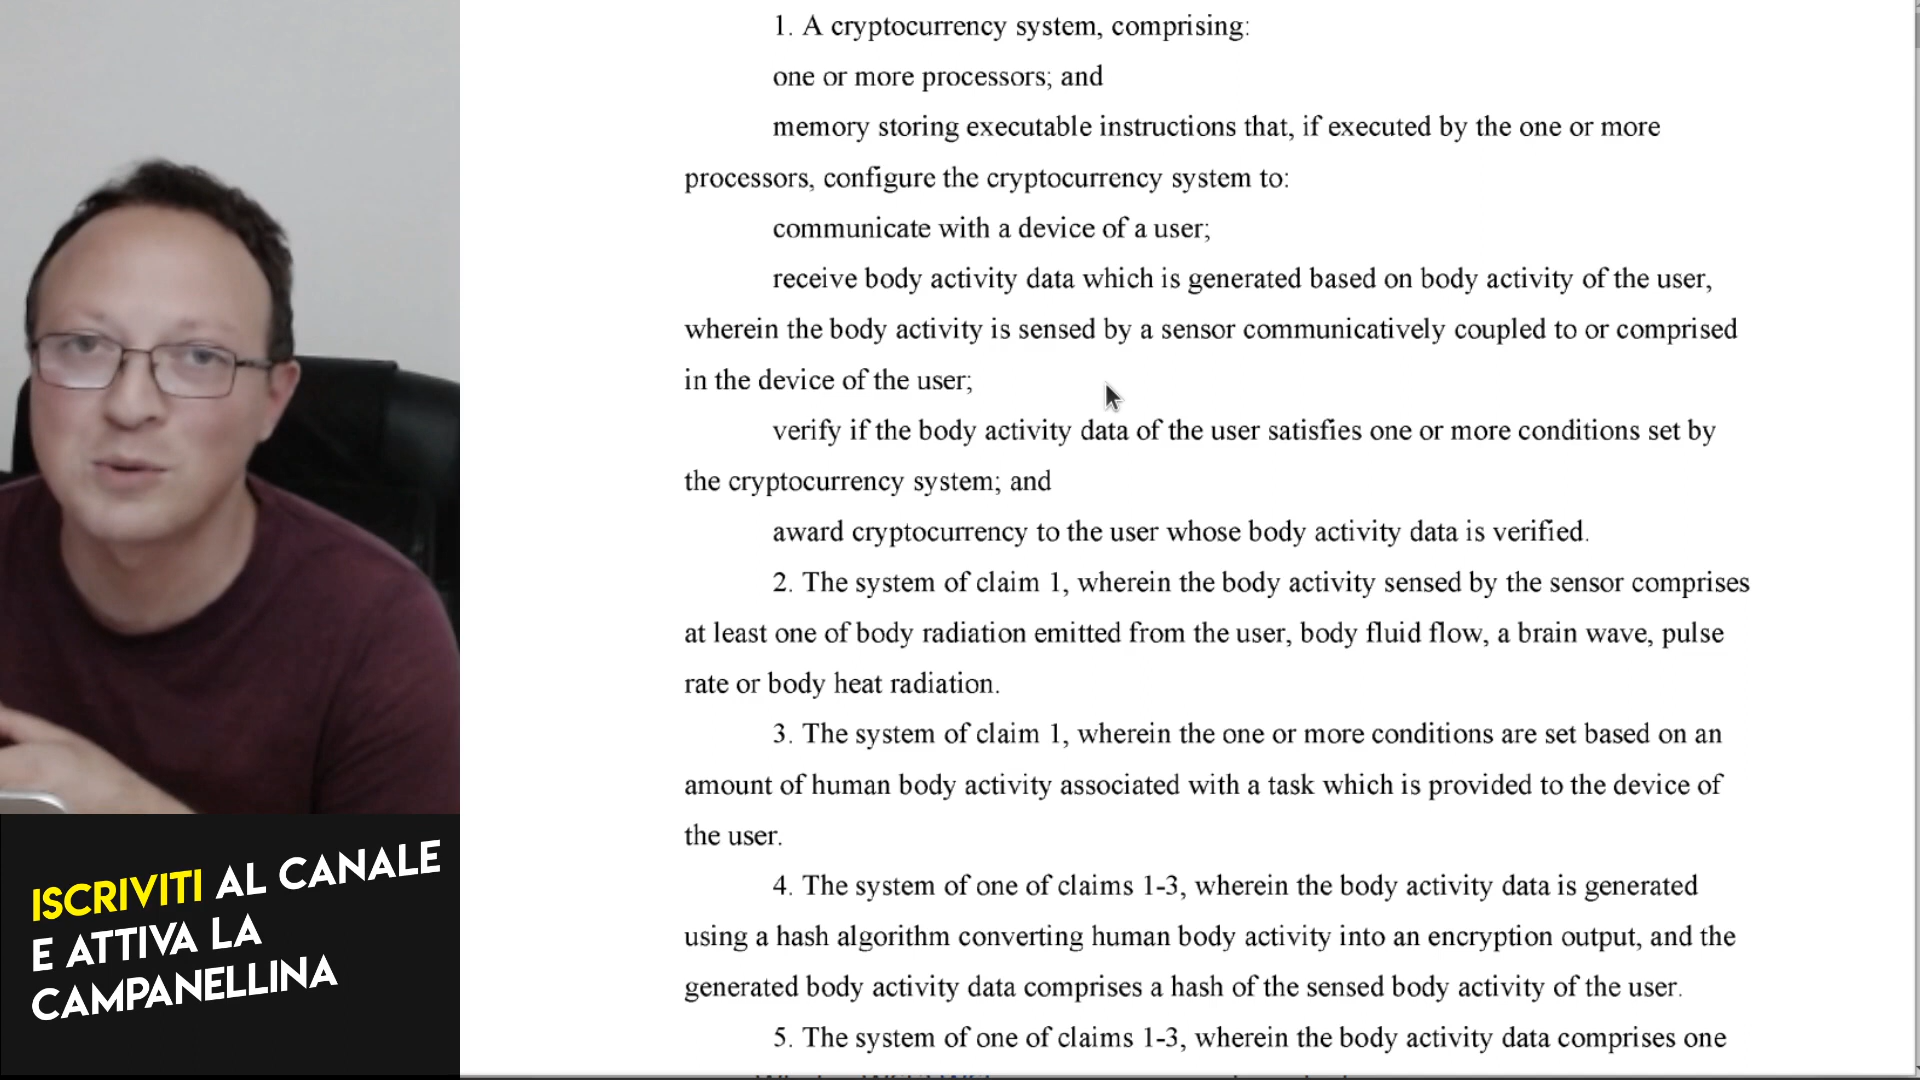 1. A cryptocurrency system, comprising:
one or more processors; and
memory storing executable instructions that, if executed by the one or more
processors, configure the cryptocurrency system to:
communicate with a device of a user;
receive body activity data which is generated based on body activity of the user,
wherein the body activity is sensed by a sensor communicatively coupled to or comprised
in the device of the user;
verify if the body activity data of the user satisfies one or more conditions set by
the cryptocurrency system; and
award cryptocurrency to the user whose body activity data is verified.
2. The system of claim 1, wherein the body activity sensed by the sensor comprises
at least one of body radiation emitted from the user, body fluid flow, a brain wave, pulse
rate or body heat radiation.
3. The system of claim 1, wherein the one or more conditions are set based on an
amount of human body activity associated with a task which is provided to the device of
the user.
4. The system of one of claims 1-3, wherein the body activity data is generated
using a hash algorithm converting human body activity into an encryption output, and the
generated body activity data comprises a hash of the sensed body activity of the user.
5. The system of one of claims 1-3, wherein the body activity data comprises one
ISCRIVITI AL CANALE
E ATTIVA LA
CAMPANELLINA